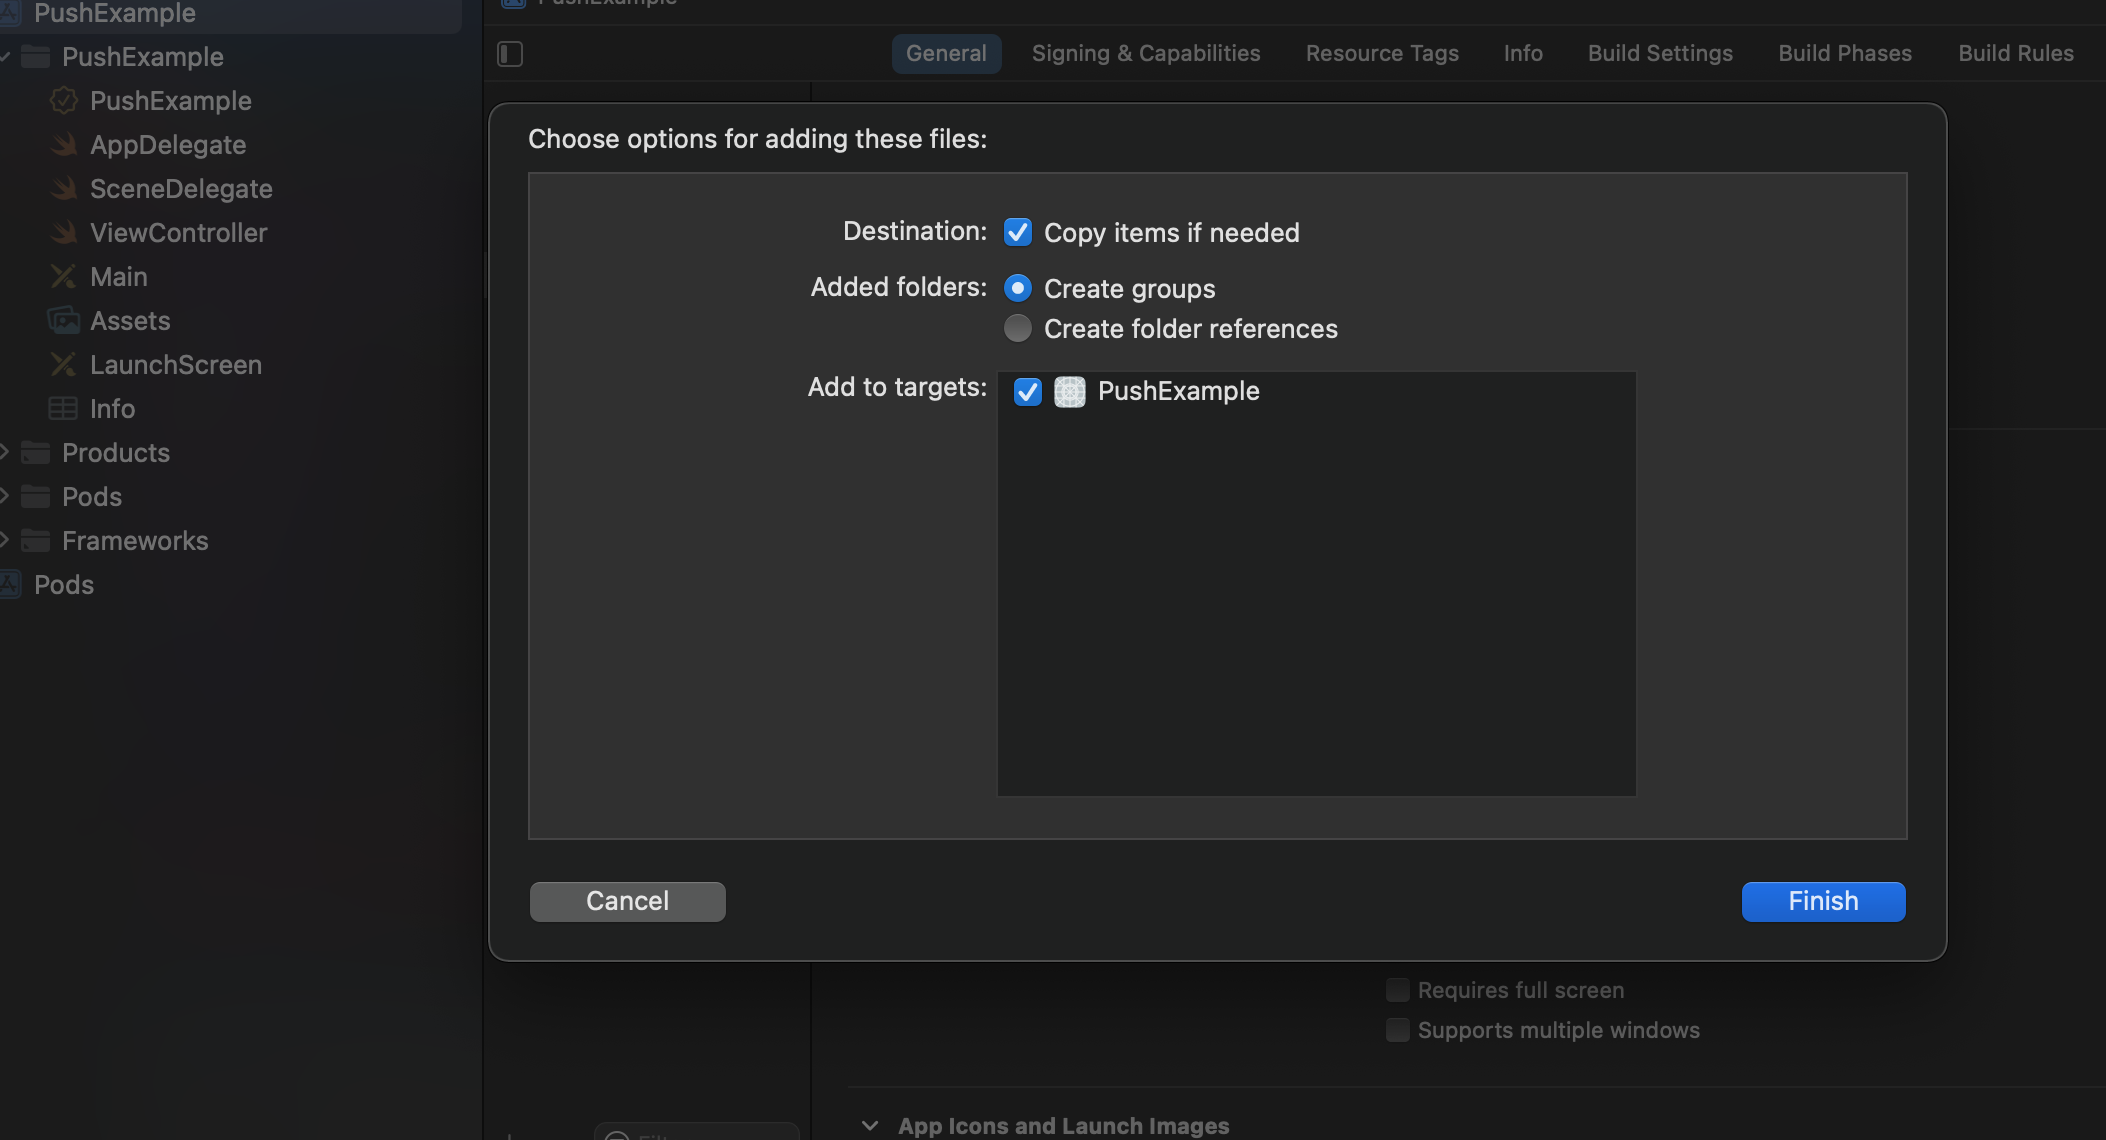 PushExample
PushExample
PushExample
AppDelegate
SceneDelegate
ViewController
Main
Assets
LaunchScreen
Info
Products
Pods
Frameworks
Pods
PushExample
General Signing & Capabilities Resource Tags Info Build Settings Build Phases Build Rules
Choose options for adding these files:
Destination: Copy items if needed
Added folders: Create groups
Create folder references
Add to targets: PushExample
Cancel Finish
Requires full screen
Supports multiple windows
App Icons and Launch Images